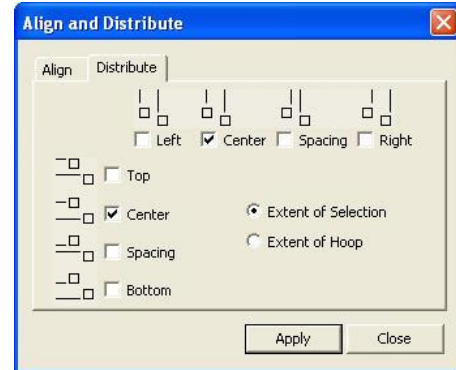 Align and Distribute
Align Distribute
Left Center Spacing Right
Top
Center Extent of Selection
Spacing Extent of Hoop
Bottom
Apply Close